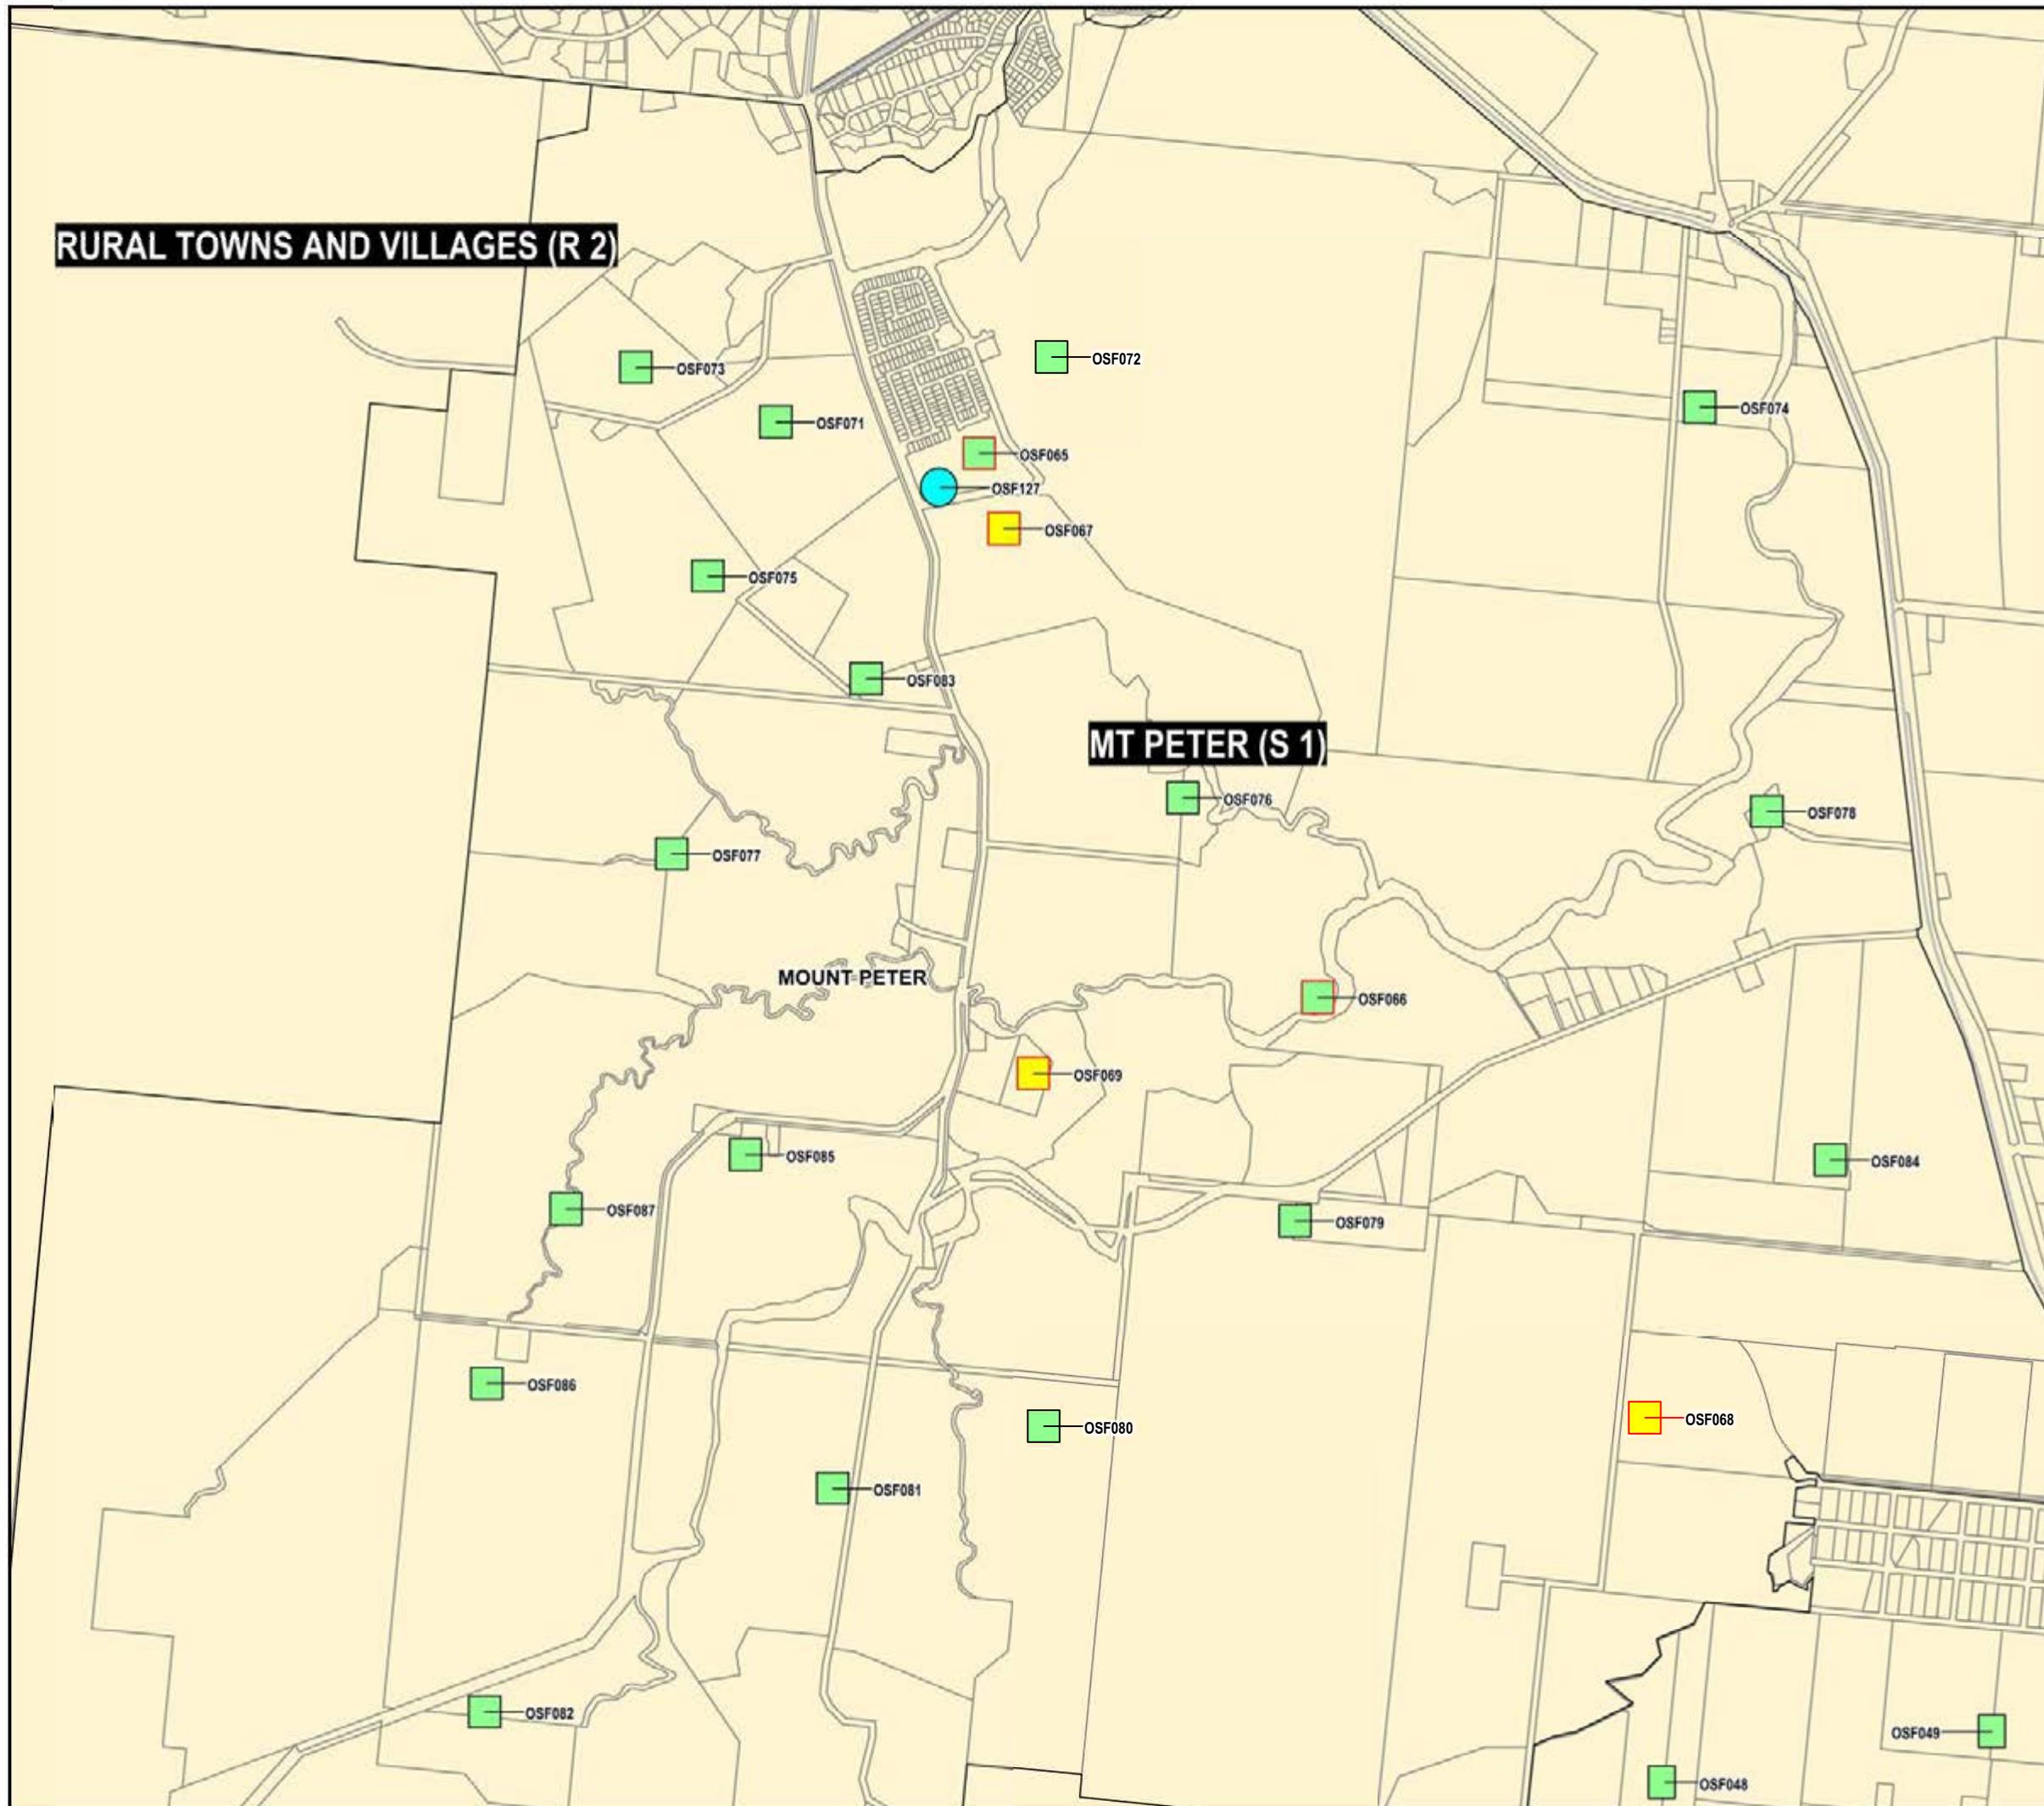 RURAL TOWNS AND VILLAGES (R 2)
OSF072
OSF073
OSF074
OSF071
OSF065
OSF127
OSF067
OSF075
OSF083
MT PETER (S 1)
OSF076
OSF078
OSF077
MOUNT PETER
OSF066
OSF069
OSF085
OSF084
OSF087
OSF079
OSF086
OSF068
OSF080
OSF081
OSF082
OSF049
OSF048